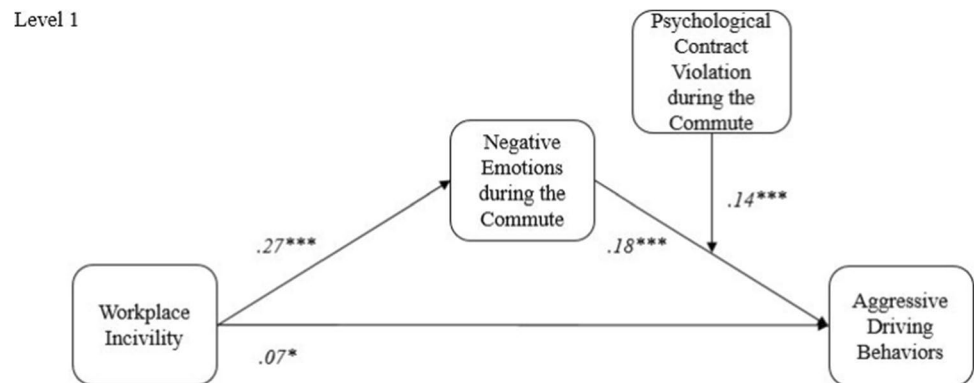 Level 1
Psychological
Contract
Violation
during the
Commute
Negative
Emotions
during the
Commute
.14***
.27***
.18***
Workplace
Incivility
Aggressive
Driving
Behaviors
.07*